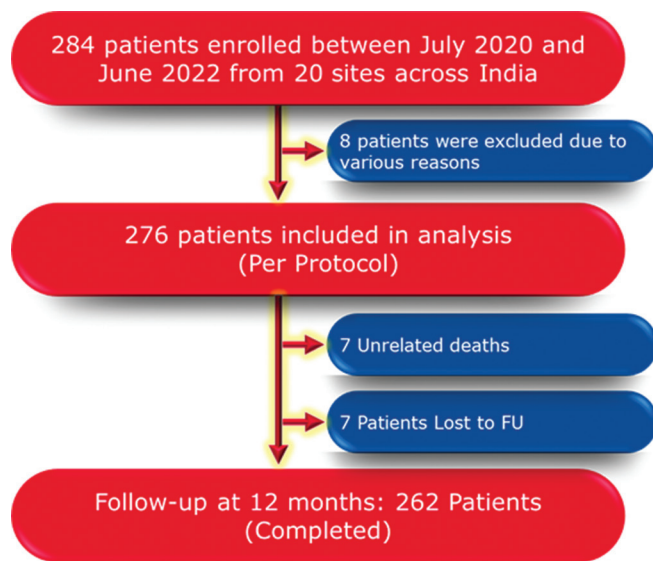 284 patients enrolled between July 2020 and
June 2022 from 20 sites across India
8 patients were excluded due to
various reasons
276 patients included in analysis
(Per Protocol)
7 Unrelated deaths
7 Patients Lost to FU
Follow-up at 12 months: 262 Patients
(Completed)